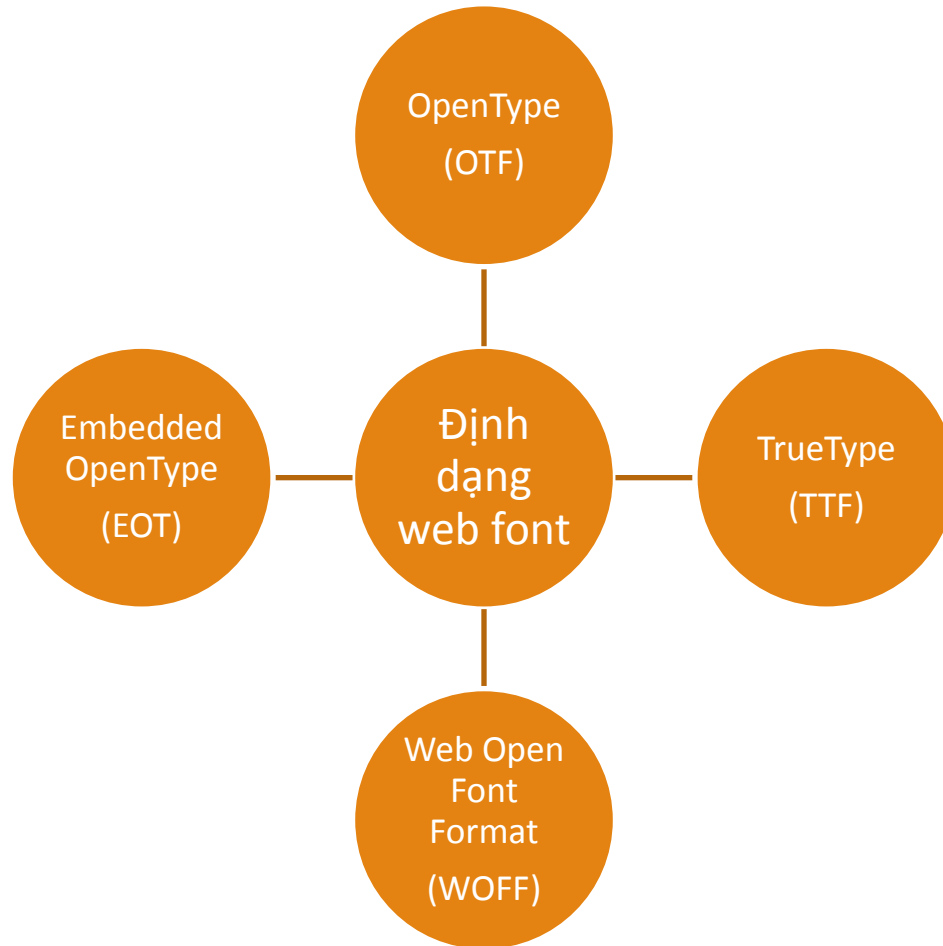 OpenType
(OTF)
Embedded
OpenType
(EOT)
Định
dạng
web font
TrueType
(TTF)
Web Open
Font
Format
(WOFF)